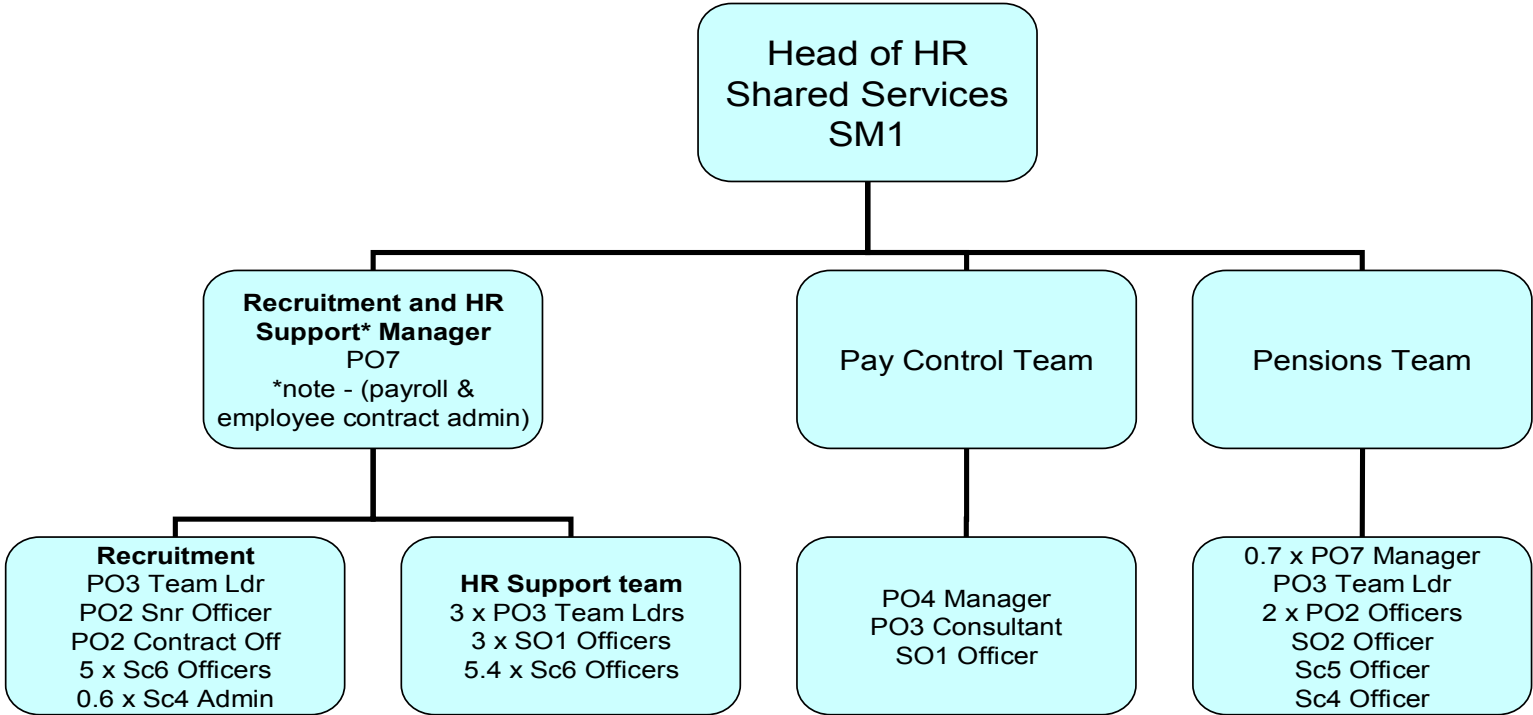 Head of HR
Shared Services
SM1
Recruitment and HR
Support* Manager
PO7
*note - (payroll &
employee contract admin)
Pay Control Team
Pensions Team
Recruitment
PO3 Team Ldr
PO2 Snr Officer
PO2 Contract Off
5 x Sc6 Officers
0.6 x Sc4 Admin
HR Support team
3 x PO3 Team Ldrs
3 x SO1 Officers
5.4 x Sc6 Officers
PO4 Manager
PO3 Consultant
SO1 Officer
0.7 x PO7 Manager
PO3 Team Ldr
2 x PO2 Officers
SO2 Officer
Sc5 Officer
Sc4 Officer